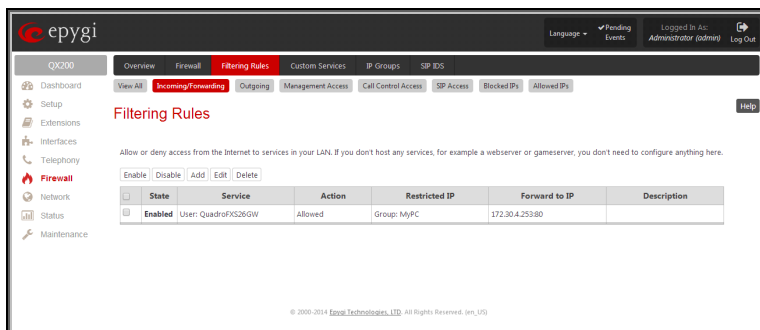 epygi
Language
Pending Events
Logged In As:
Administrator (admin)
Log Out
QX200
Overview Firewall Filtering Rules Custom Services IP Groups SIP IDS
Dashboard
Setup
Extensions
Interfaces
Telephony
Firewall
Network
Status
Maintenance
View All Incoming/Forwarding Outgoing Management Access Call Control Access SIP Access Blocked IPs Allowed IPs
Help
Filtering Rules
Allow or deny access from the Internet to services in your LAN. If you don't host any services, for example a webserver or gameserver, you don't need to configure anything here.
Enable Disable Add Edit Delete
State Service Action Restricted IP Forward to IP Description
Enabled User: QuadroFXS26GW Allowed Group: MyPC 172.30.4.253:80
© 2000-2014 Epygi Technologies, LTD. All Rights Reserved. (en_US)